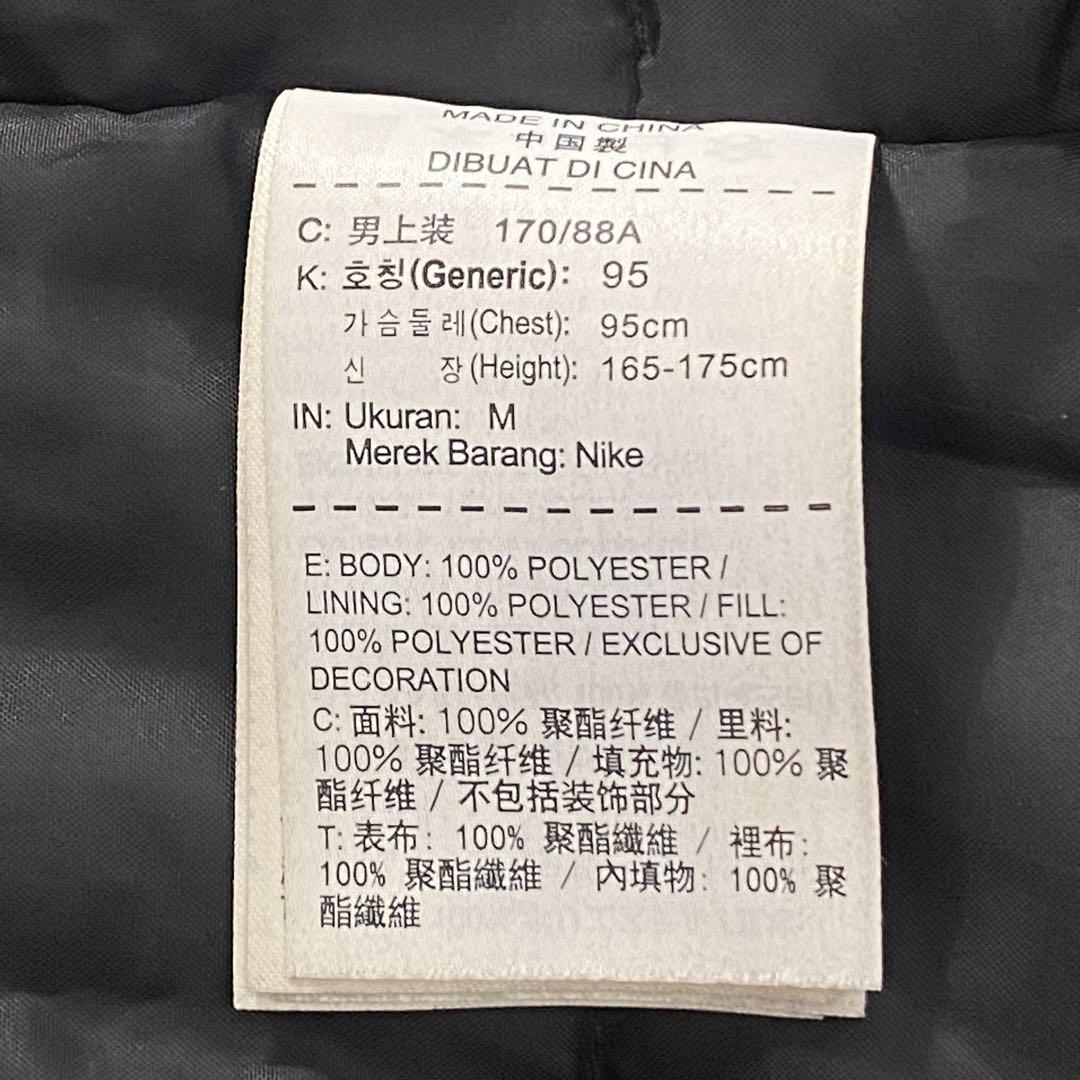 MADE IN CHINA
中国製
DIBUAT DI CINA
C: 男上装 170/88A
K: 호칭(Generic): 95
가슴둘레(Chest): 95cm
신 장(Height): 165-175cm
IN: Ukuran: M
Merek Barang: Nike
E: BODY: 100% POLYESTER /
LINING: 100% POLYESTER / FILL:
100% POLYESTER / EXCLUSIVE OF
DECORATION
C: 面料: 100% 聚酯纤维 / 里料:
100% 聚酯纤维 / 填充物: 100% 聚
酯纤维 / 不包括装饰部分
T: 表布: 100% 聚酯纖維 / 裡布:
100% 聚酯纖維 / 內填物: 100% 聚
酯纖維